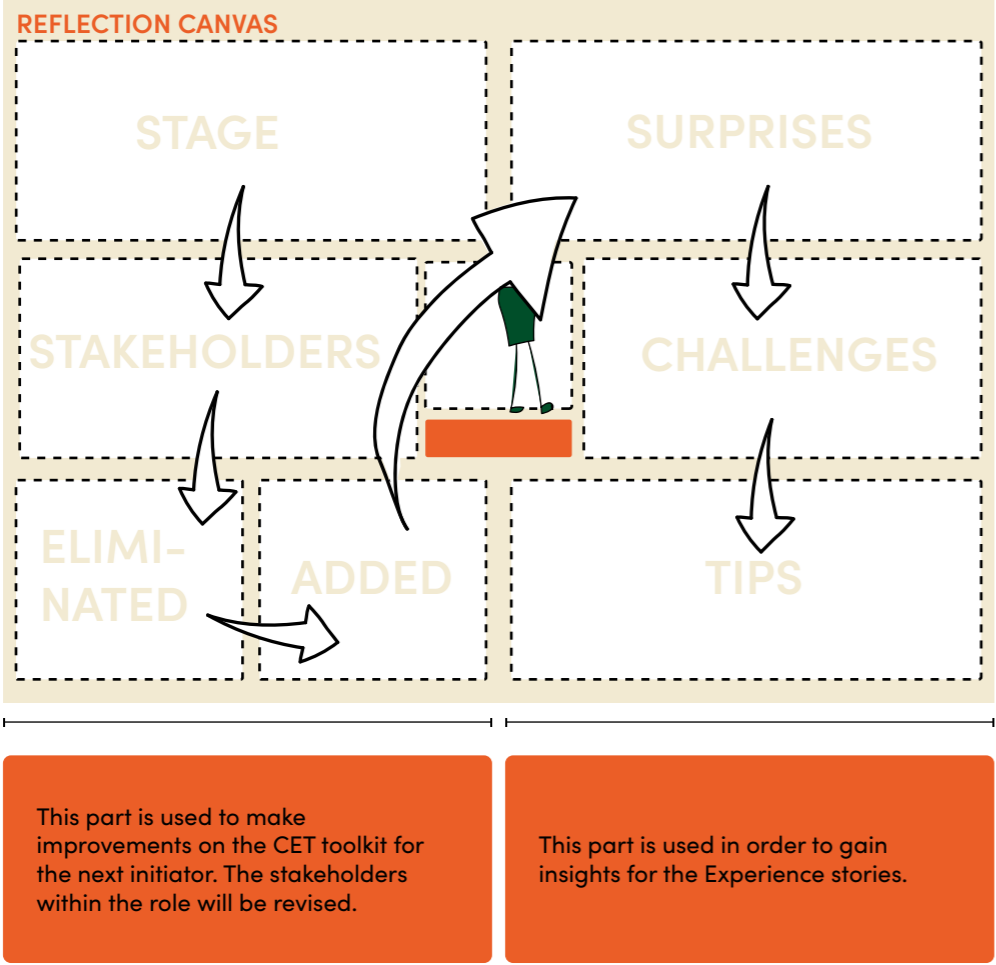 REFLECTION CANVAS
STAGE
SURPRISES
STAKEHOLDERS
CHALLENGES
ELIMI-
NATED
ADDED
TIPS
This part is used to make
improvements on the CET toolkit for
the next initiator. The stakeholders
within the role will be revised.
This part is used in order to gain
insights for the Experience stories.